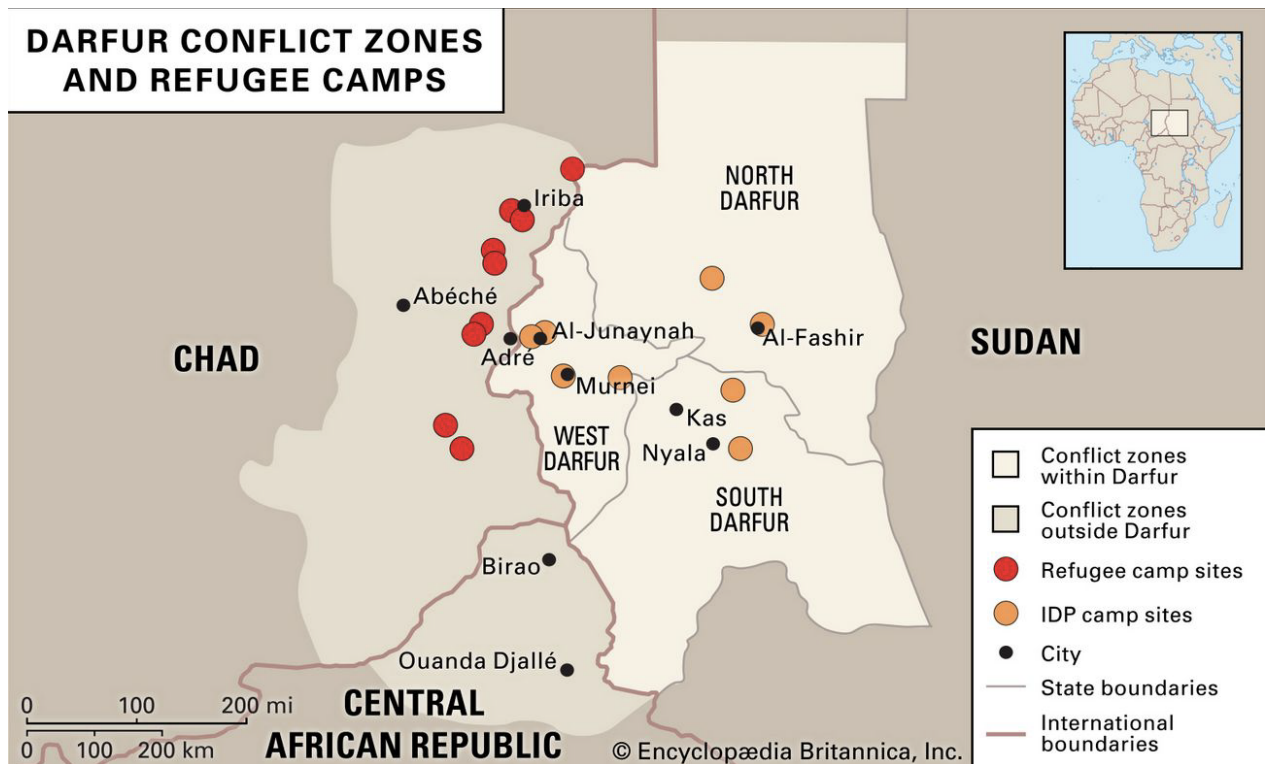 DARFUR CONFLICT ZONES
AND REFUGEE CAMPS
NORTH
DARFUR
Iriba
Abéché
Al-Junaynah
Al-Fashir
Adré
CHAD
SUDAN
Murnei
Kas
WEST
DARFUR
Nyala
SOUTH
DARFUR
Birao
Ouanda Djallé
CENTRAL
AFRICAN REPUBLIC
0 100 200 mi
0 100 200 km
Conflict zones
within Darfur
Conflict zones
outside Darfur
Refugee camp sites
IDP camp sites
City
State boundaries
International
boundaries
© Encyclopædia Britannica, Inc.